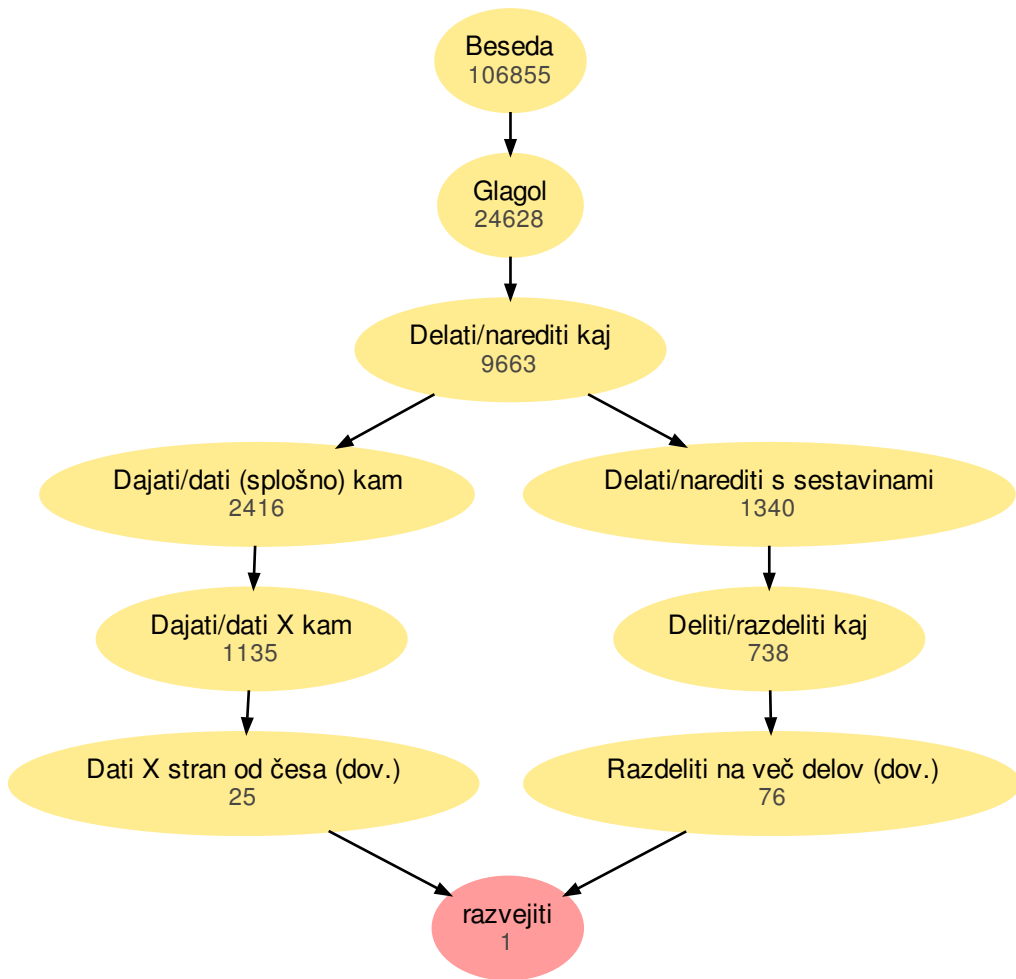 Beseda
106855
Glagol
24628
Delati/narediti kaj
9663
Dajati/dati (splošno) kam
2416
Delati/narediti s sestavinami
1340
Dajati/dati X kam
1135
Deliti/razdeliti kaj
738
Dati X stran od česa (dov.)
25
Razdeliti na več delov (dov.)
76
razvejiti
1